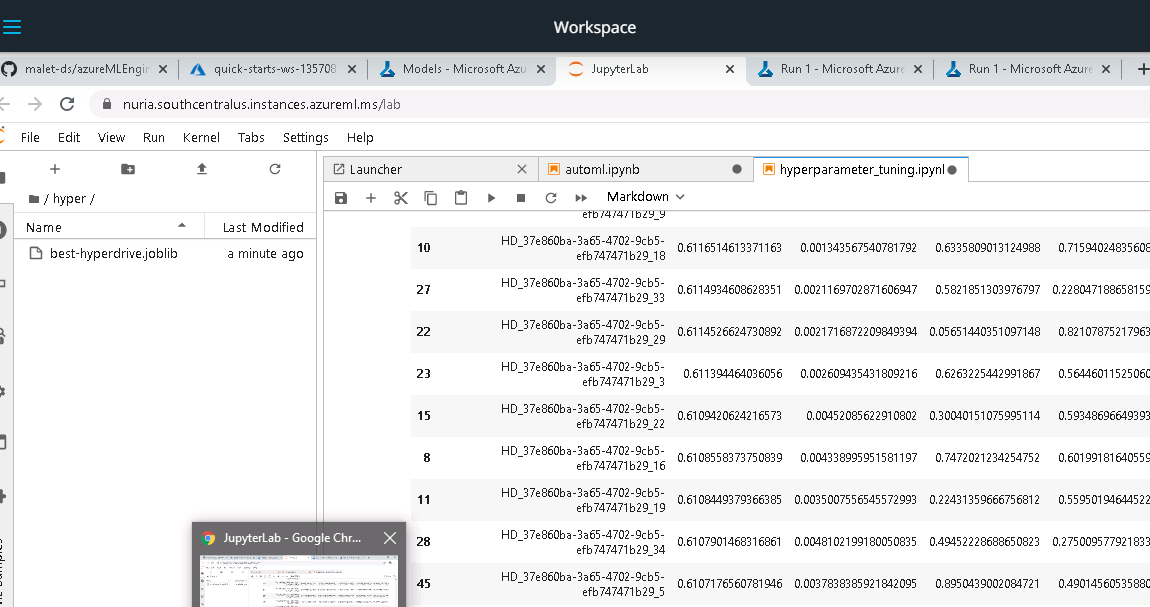 Workspace
malet-ds/azureMLEngin
quick-starts-ws-135708
Models - Microsoft Azu
JupyterLab
Run 1 - Microsoft Azure
Run 1 - Microsoft Azure
nuria.southcentralus.instances.azureml.ms/lab
File Edit View Run Kernel Tabs Settings Help
/ hyper /
Name Last Modified
best-hyperdrive.joblib a minute ago
Launcher
automl.ipynb
hyperparameter_tuning.ipynl
Markdown
efb747471b29_9
10 HD_37e860ba-3a65-4702-9cb5- 0.6116514613371163 0.001343567540781792 0.6335809013124988 0.71594024835608
efb747471b29_18
27 HD_37e860ba-3a65-4702-9cb5- 0.6114934608628351 0.0021169702871606947 0.5821851303976797 0.228047188658159
efb747471b29_33
22 HD_37e860ba-3a65-4702-9cb5- 0.6114526624730892 0.0021716872209849394 0.05651440351097148 0.82107875217963
efb747471b29_29
23 HD_37e860ba-3a65-4702-9cb5- 0.611394464036056 0.002609435431809216 0.6263225442991867 0.56446011525060
efb747471b29_3
15 HD_37e860ba-3a65-4702-9cb5- 0.6109420624216573 0.00452085622910802 0.30040151075995114 0.59348696649393
efb747471b29_22
8 HD_37e860ba-3a65-4702-9cb5- 0.6108558373750839 0.004338995951581197 0.7472021234254752 0.60199181640559
efb747471b29_16
11 HD_37e860ba-3a65-4702-9cb5- 0.6108449379366385 0.0035007556545572993 0.22431359666756812 0.55950194644522
efb747471b29_19
28 HD_37e860ba-3a65-4702-9cb5- 0.6107901468316861 0.0048102199180050835 0.49452228688650823 0.275009577921833
efb747471b29_34
45 HD_37e860ba-3a65-4702-9cb5- 0.6107176560781946 0.0037838385921842095 0.8950439002084721 0.49014560535880
efb747471b29_5
JupyterLab - Google Chr...